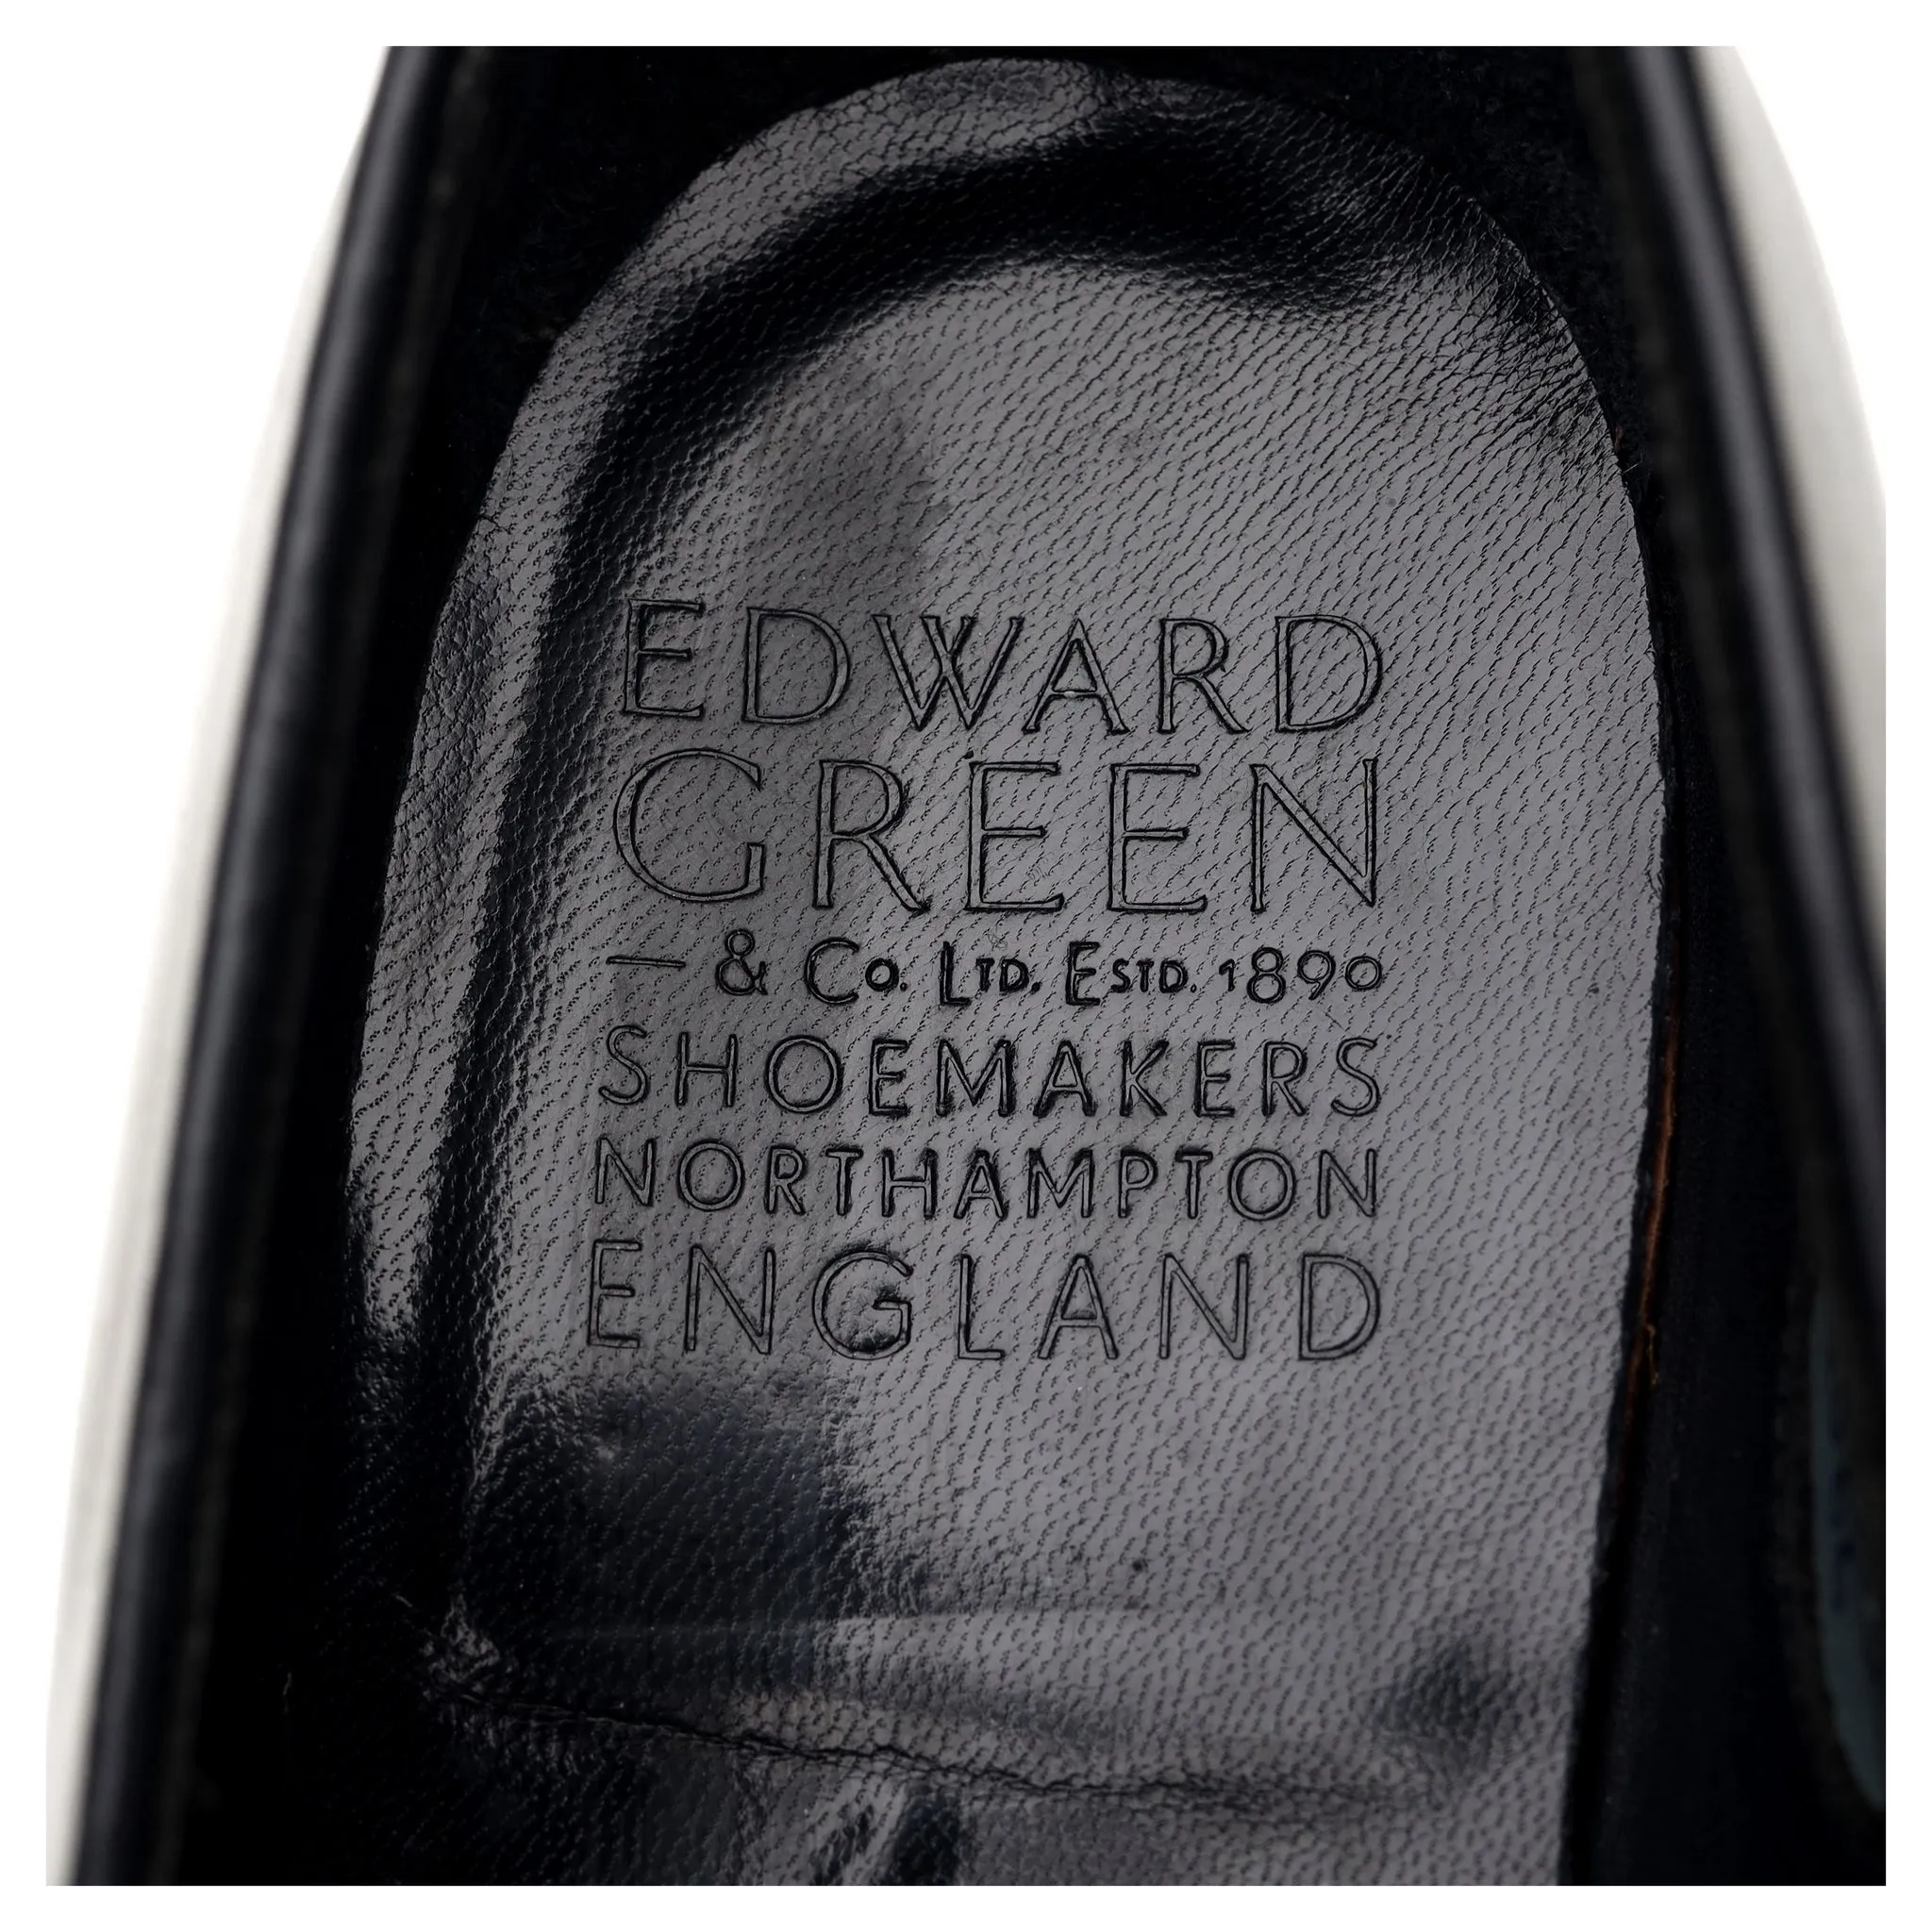 EDWARD
GREEN
— & Co. LTD. ESTD. 1890
SHOEMAKERS
NORTHAMPTON
ENGLAND